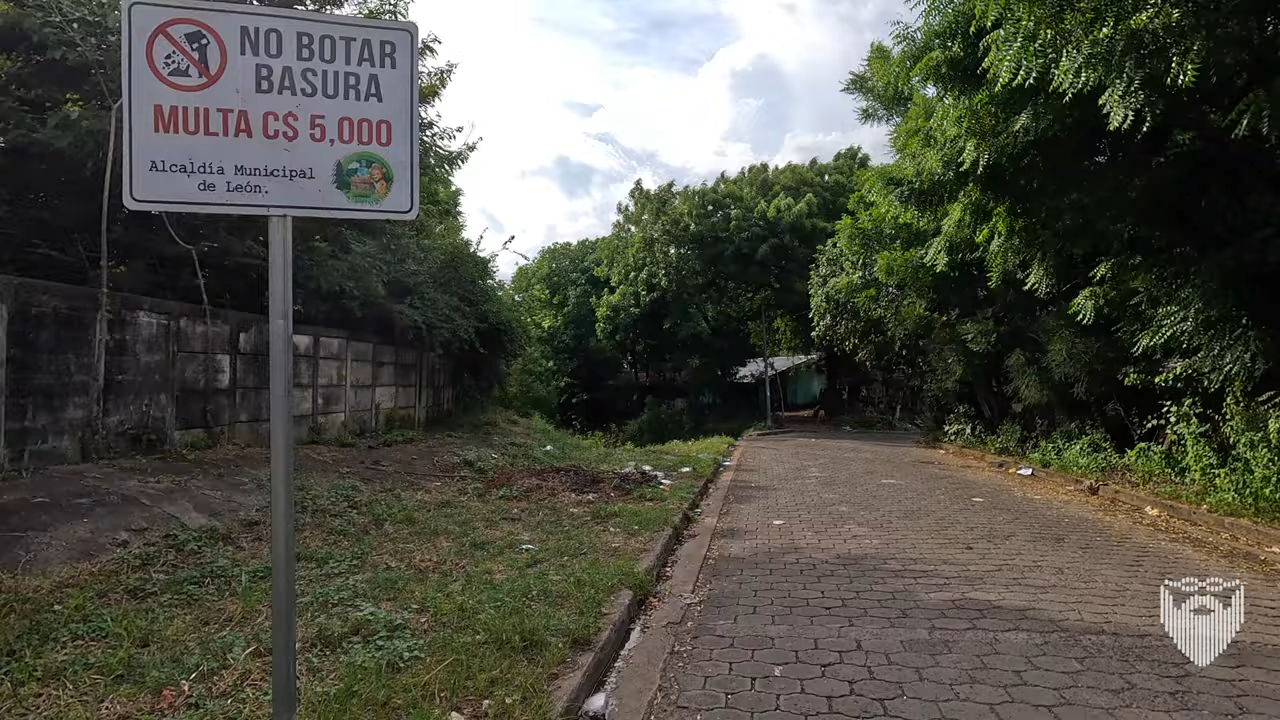 NO BOTAR
BASURA
MULTA C$ 5,000
Alcaldía Municipal
de León.